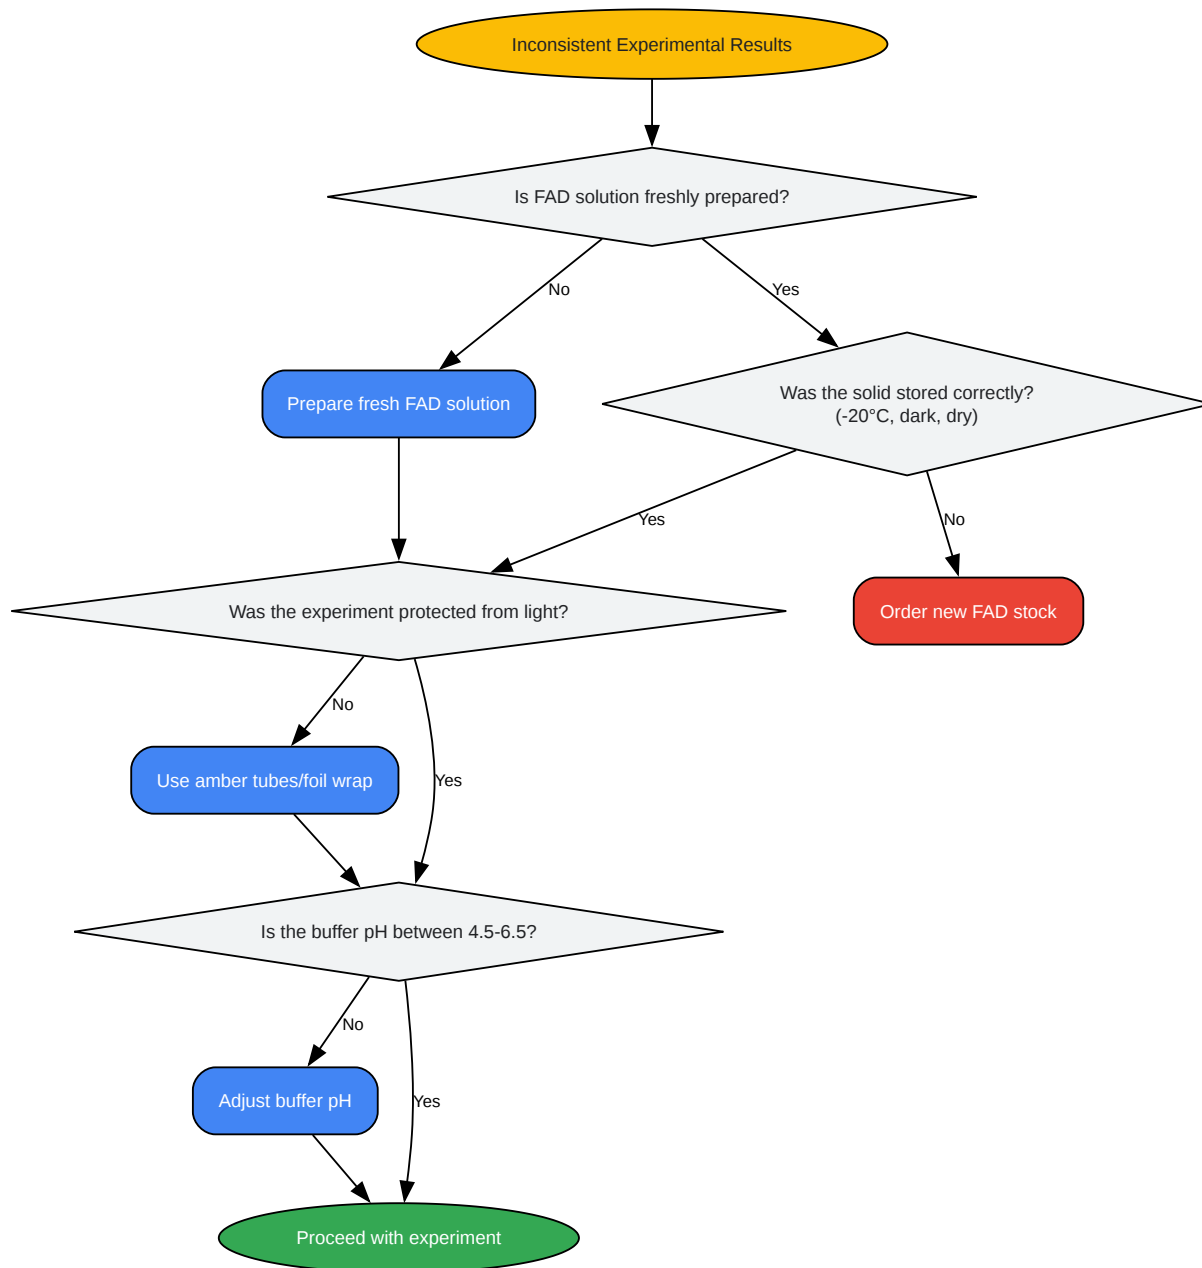 Inconsistent Experimental Results
Is FAD solution freshly prepared?
No
Yes
Prepare fresh FAD solution
Was the solid stored correctly?
(-20°C, dark, dry)
Yes
No
Was the experiment protected from light?
Order new FAD stock
No
Use amber tubes/foil wrap
Yes
Is the buffer pH between 4.5-6.5?
No
Adjust buffer pH
Yes
Proceed with experiment